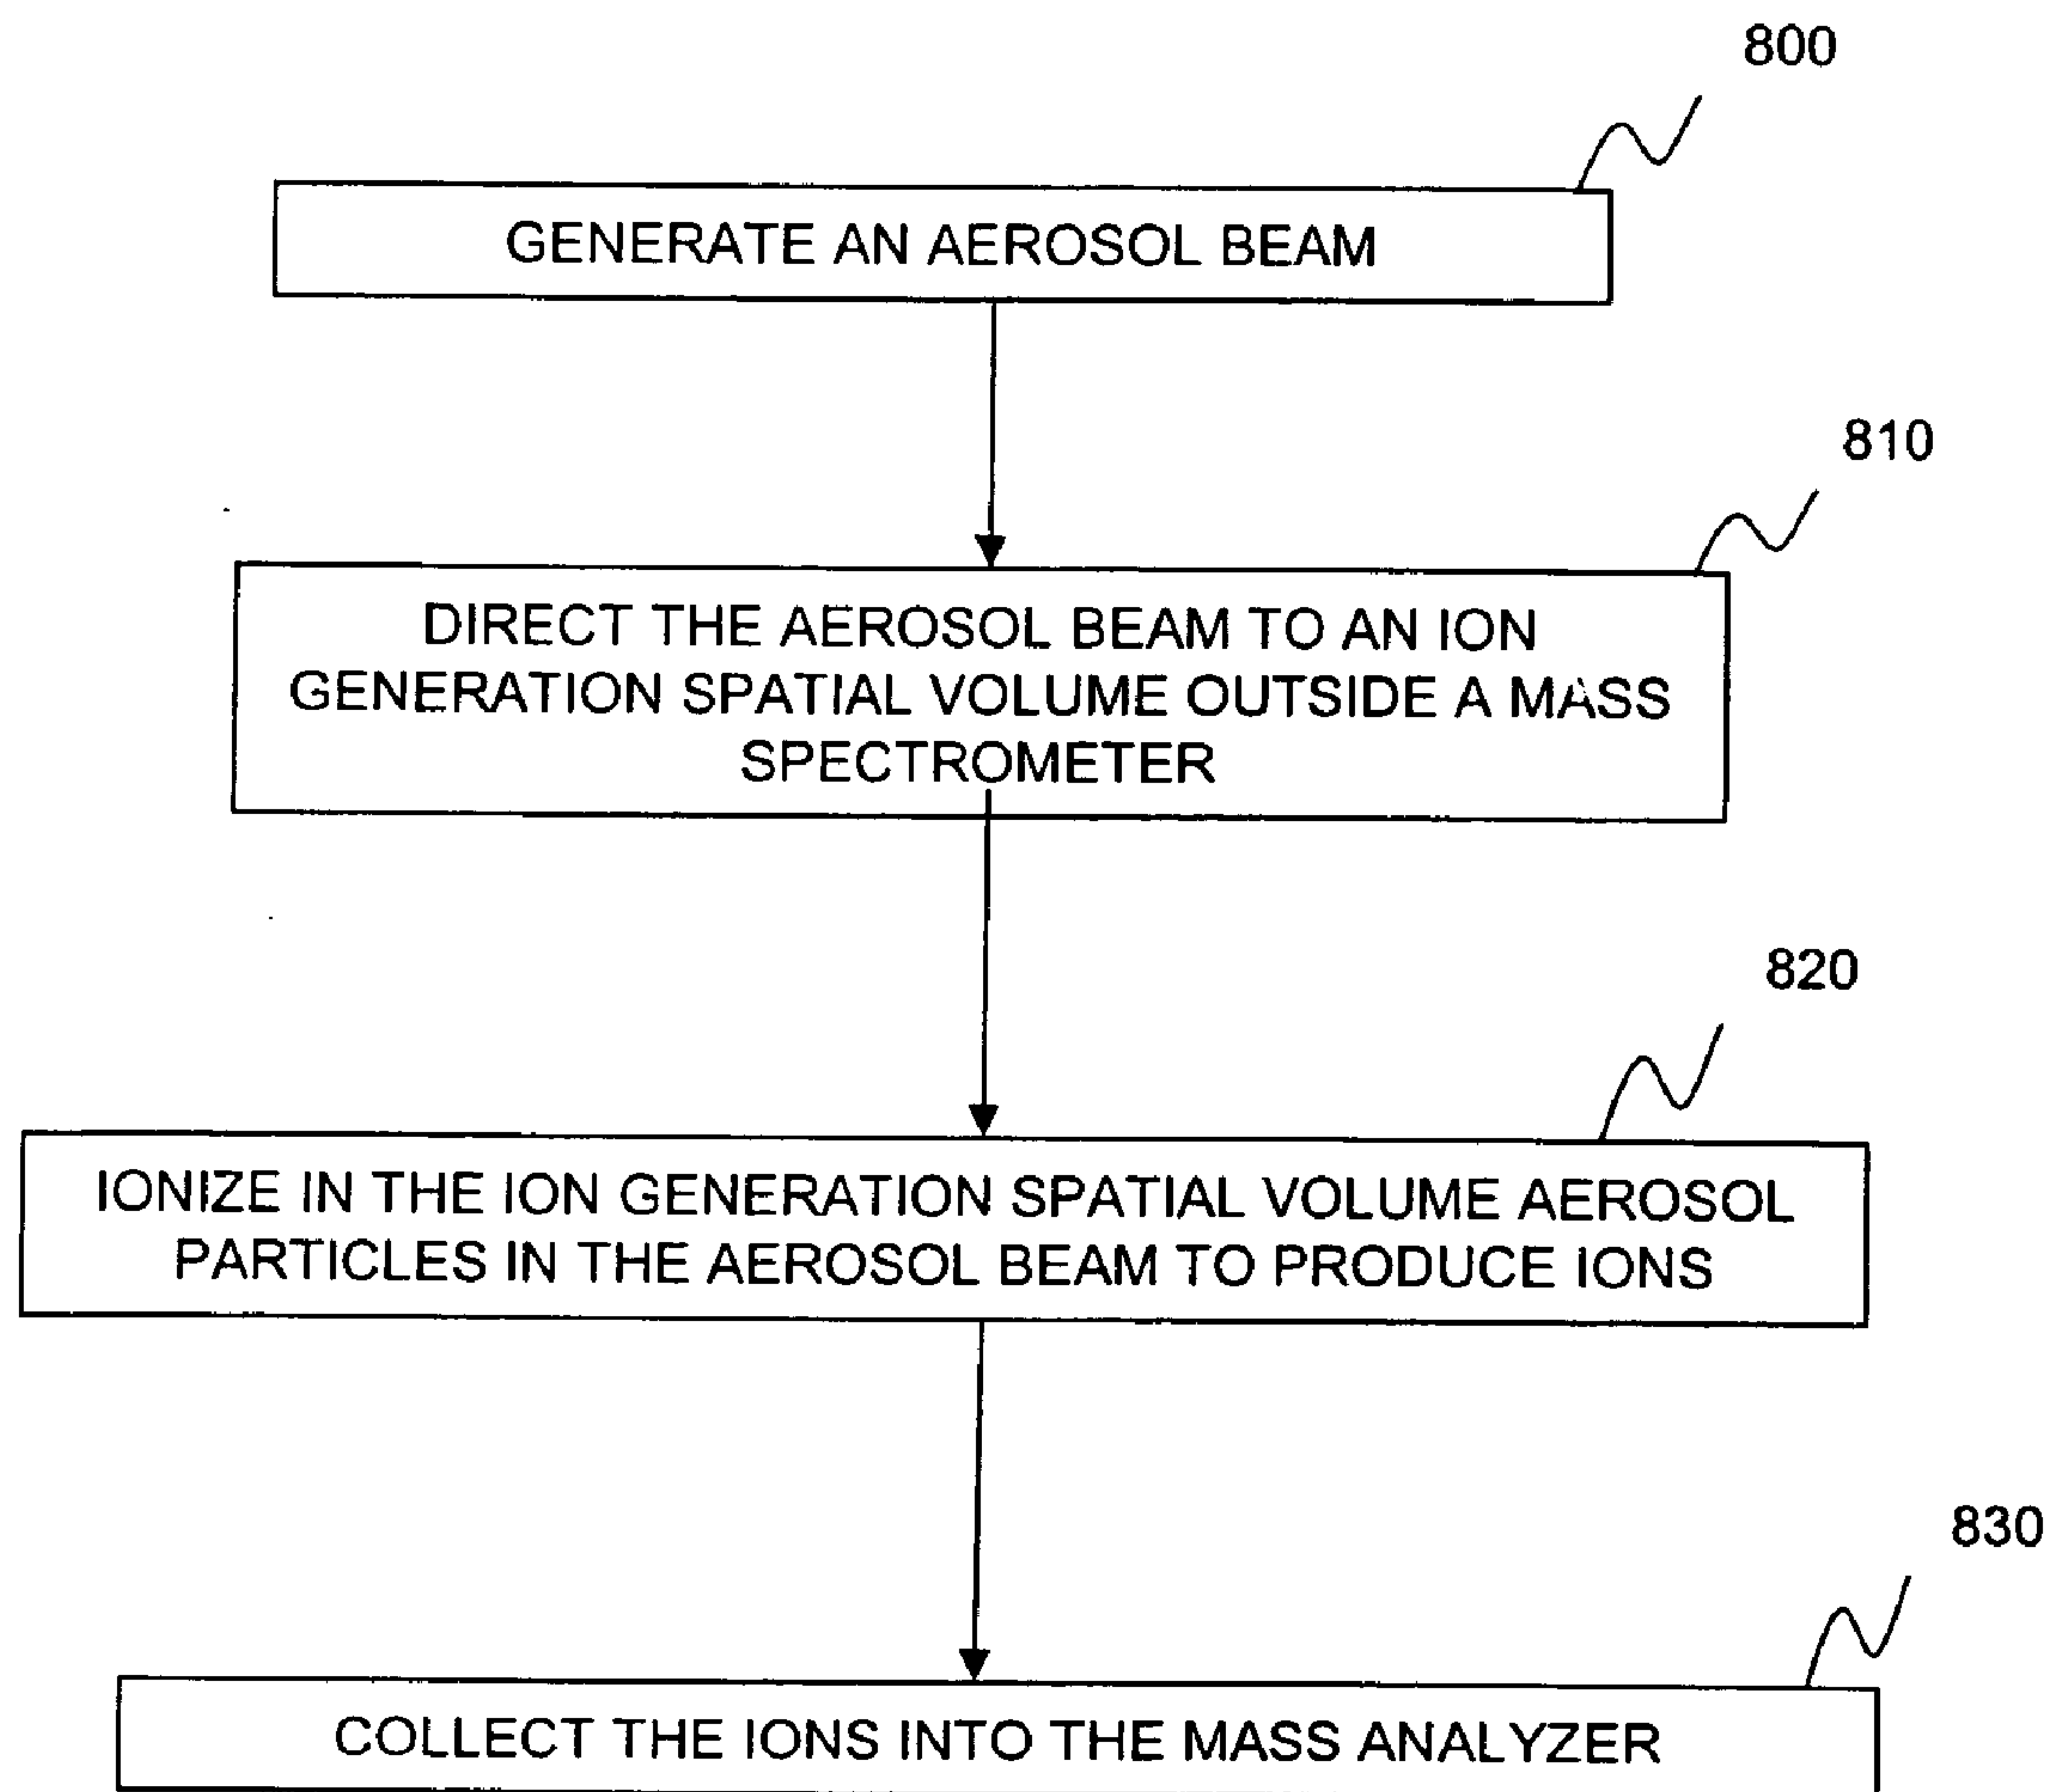 800
GENERATE AN AEROSOL BEAM
810
DIRECT THE AEROSOL BEAM TO AN ION
GENERATION SPATIAL VOLUME OUTSIDE A MASS
SPECTROMETER
820
IONIZE IN THE ION GENERATION SPATIAL VOLUME AEROSOL
PARTICLES IN THE AEROSOL BEAM TO PRODUCE IONS
830
COLLECT THE IONS INTO THE MASS ANALYZER